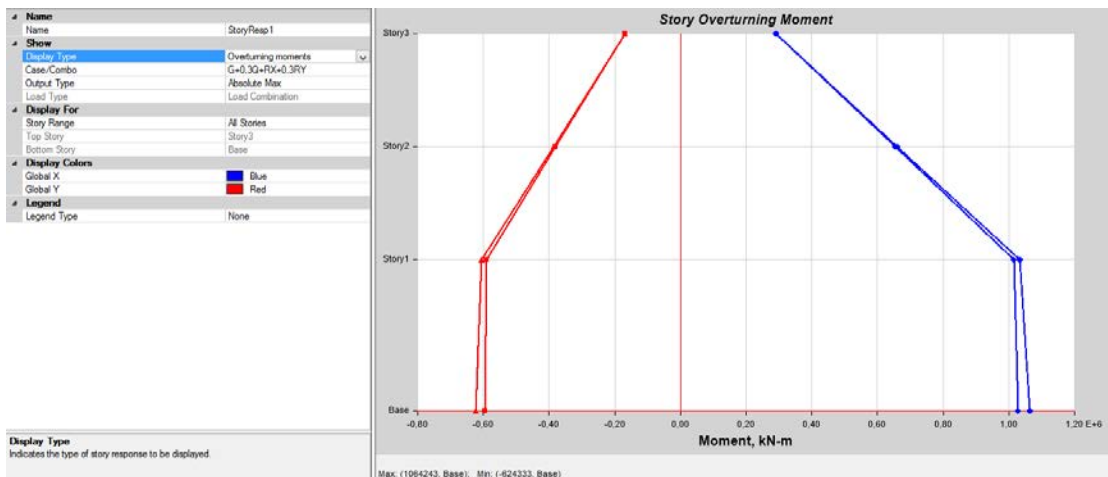 Name
Name StoryReap1
Show
Display Type Overturning moments
Case/Combo G+0.3Q+RX+0.3RY
Output Type Absolute Max
Load Type Load Combination
Display For
Story Range All Stories
Top Story Story3
Bottom Story Base
Display Colors
Global X Blue
Global Y Red
Legend
Legend Type None
Display Type
Indicates the type of story response to be displayed.
Story Overturning Moment
Story3
Story2
Story1
Base
-0,80 -0,60 -0,40 -0,20 0,00 0,20 0,40 0,60 0,80 1,00 1,20 E+6
Moment, kN-m
Max: (1064243, Base); Min: (-624333, Base)